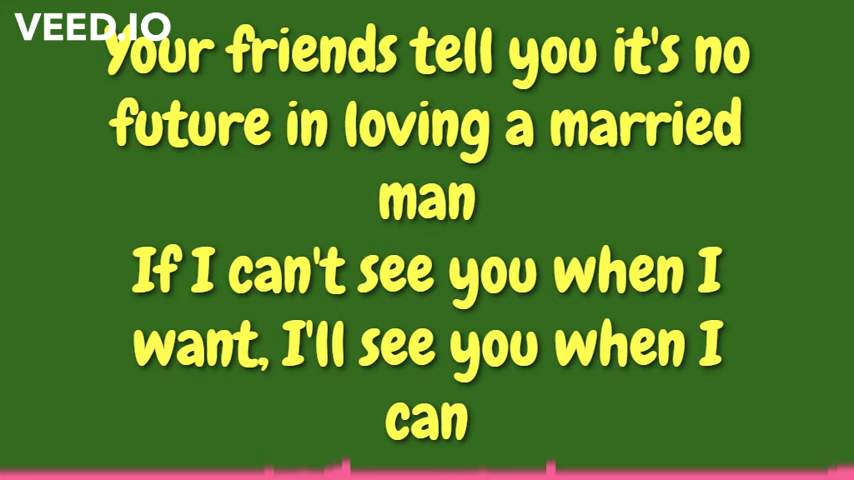 VEED.IO
Your friends tell you it's no
future in loving a married
man
If I can't see you when I
want, I'll see you when I
can